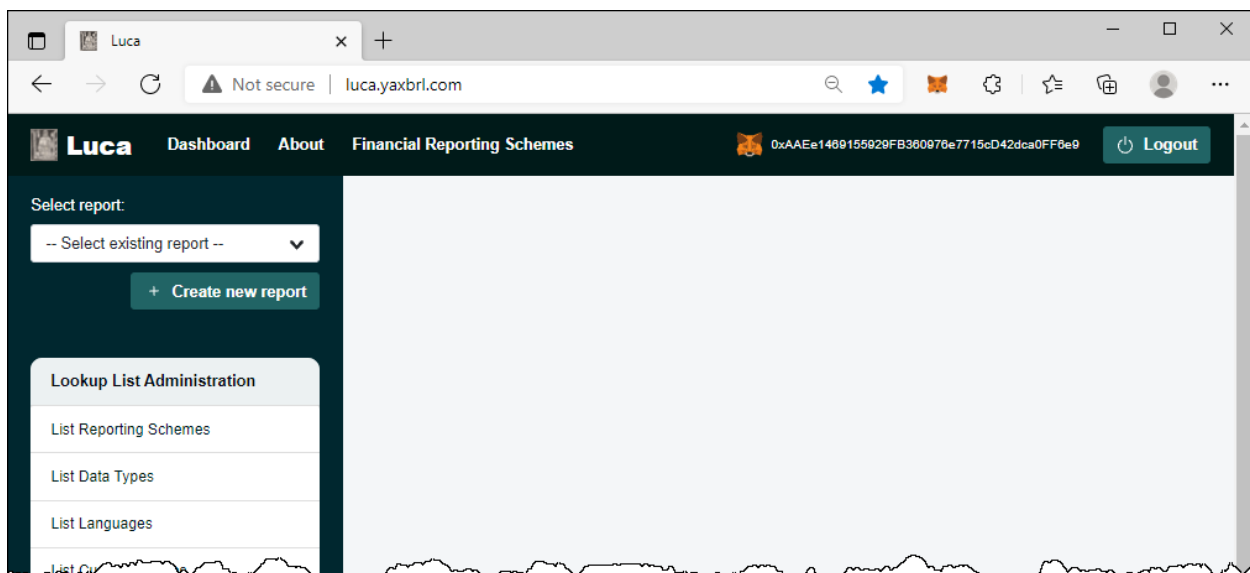 Luca
Not secure | luca.yaxbrl.com
Luca Dashboard About Financial Reporting Schemes 0xAAEe1469155929FB360976e7715cD42dca0FF6e9 Logout
Select report:
-- Select existing report --
+ Create new report
Lookup List Administration
List Reporting Schemes
List Data Types
List Languages
List